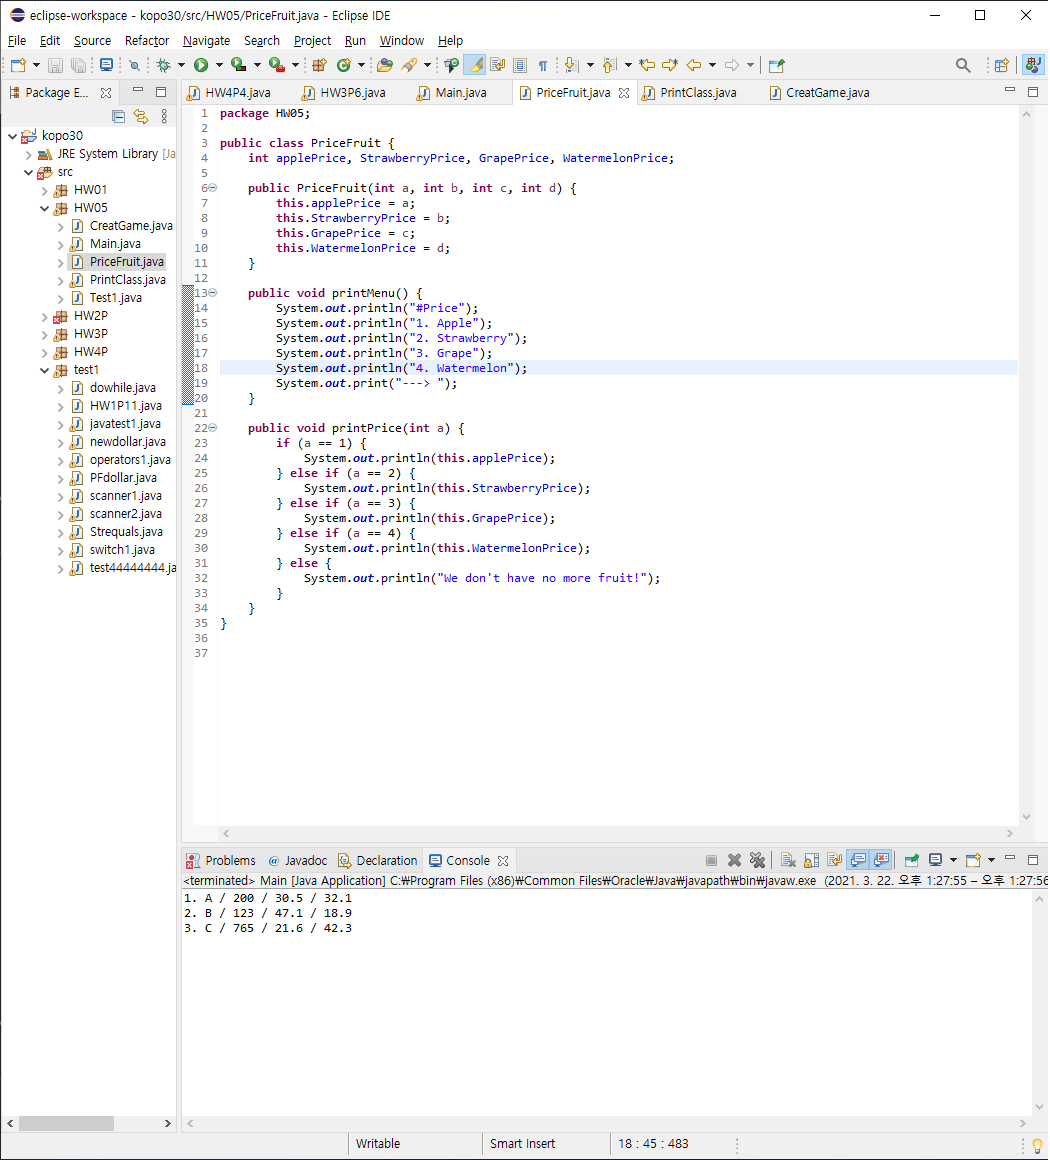 eclipse-workspace - kopo30/src/HW05/PriceFruit.java - Eclipse IDE
File Edit Source Refactor Navigate Search Project Run Window Help
Package E...
kopo30
JRE System Library [Ja
src
HW01
HW05
CreatGame.java
Main.java
PriceFruit.java
PrintClass.java
Test1.java
HW2P
HW3P
HW4P
test1
dowhile.java
HW1P11.java
javatest1.java
newdollar.java
operators1.java
PFdollar.java
scanner1.java
scanner2.java
Strequals.java
switch1.java
test44444444.ja
HW4P4.java HW3P6.java Main.java PriceFruit.java PrintClass.java CreatGame.java
1 package HW05;
2
3 public class PriceFruit {
4 int applePrice, StrawberryPrice, GrapePrice, WatermelonPrice;
5
6 public PriceFruit(int a, int b, int c, int d) {
7 this.applePrice = a;
8 this.StrawberryPrice = b;
9 this.GrapePrice = c;
10 this.WatermelonPrice = d;
11 }
12
13 public void printMenu() {
14 System.out.println("#Price");
15 System.out.println("1. Apple");
16 System.out.println("2. Strawberry");
17 System.out.println("3. Grape");
18 System.out.println("4. Watermelon");
19 System.out.print("---> ");
20 }
21
22 public void printPrice(int a) {
23 if (a == 1) {
24 System.out.println(this.applePrice);
25 } else if (a == 2) {
26 System.out.println(this.StrawberryPrice);
27 } else if (a == 3) {
28 System.out.println(this.GrapePrice);
29 } else if (a == 4) {
30 System.out.println(this.WatermelonPrice);
31 } else {
32 System.out.println("We don't have no more fruit!");
33 }
34 }
35 }
36
37
Problems @ Javadoc Declaration Console
<terminated> Main [Java Application] C:₩Program Files (x86)₩Common Files₩Oracle₩Java₩javapath₩bin₩javaw.exe (2021. 3. 22. 오후 1:27:55 – 오후 1:27:56
1. A / 200 / 30.5 / 32.1
2. B / 123 / 47.1 / 18.9
3. C / 765 / 21.6 / 42.3
Writable Smart Insert 18 : 45 : 483